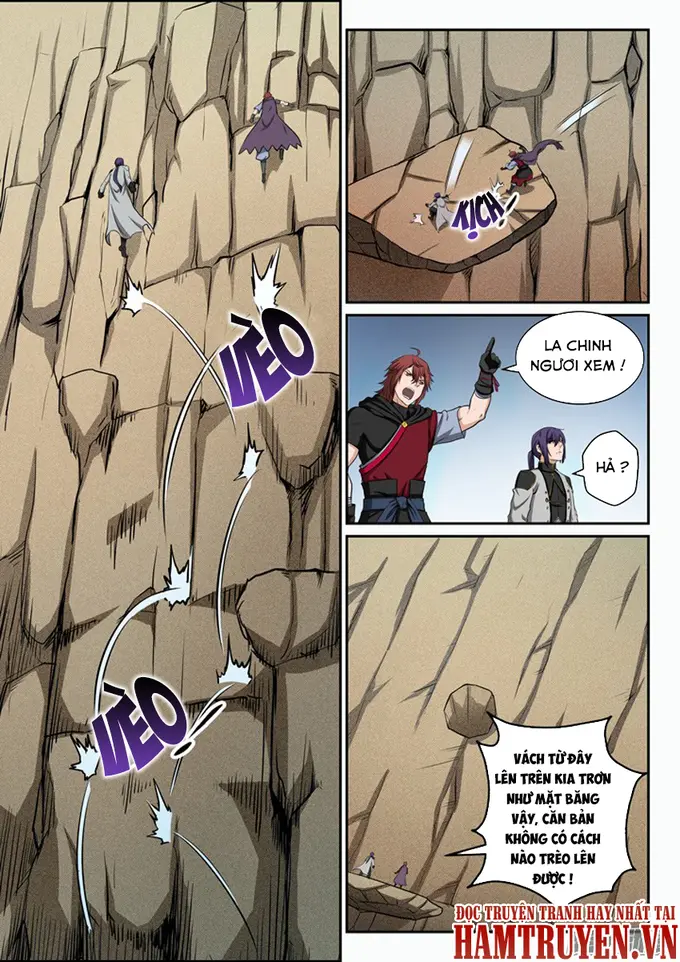 VÈO
VÈO
KỊCH!
LA CHINH
NGƯƠI XEM !
HẢ ?
VÁCH TỪ ĐÂY
LÊN TRÊN KIA TRƠN
NHƯ MẶT BĂNG
VẬY, CĂN BẢN
KHÔNG CÓ CÁCH
NÀO TRÈO LÊN
ĐƯỢC !
ĐỌC TRUYỆN TRANH HAY NHẤT TẠI
HAMTRUYEN.VN